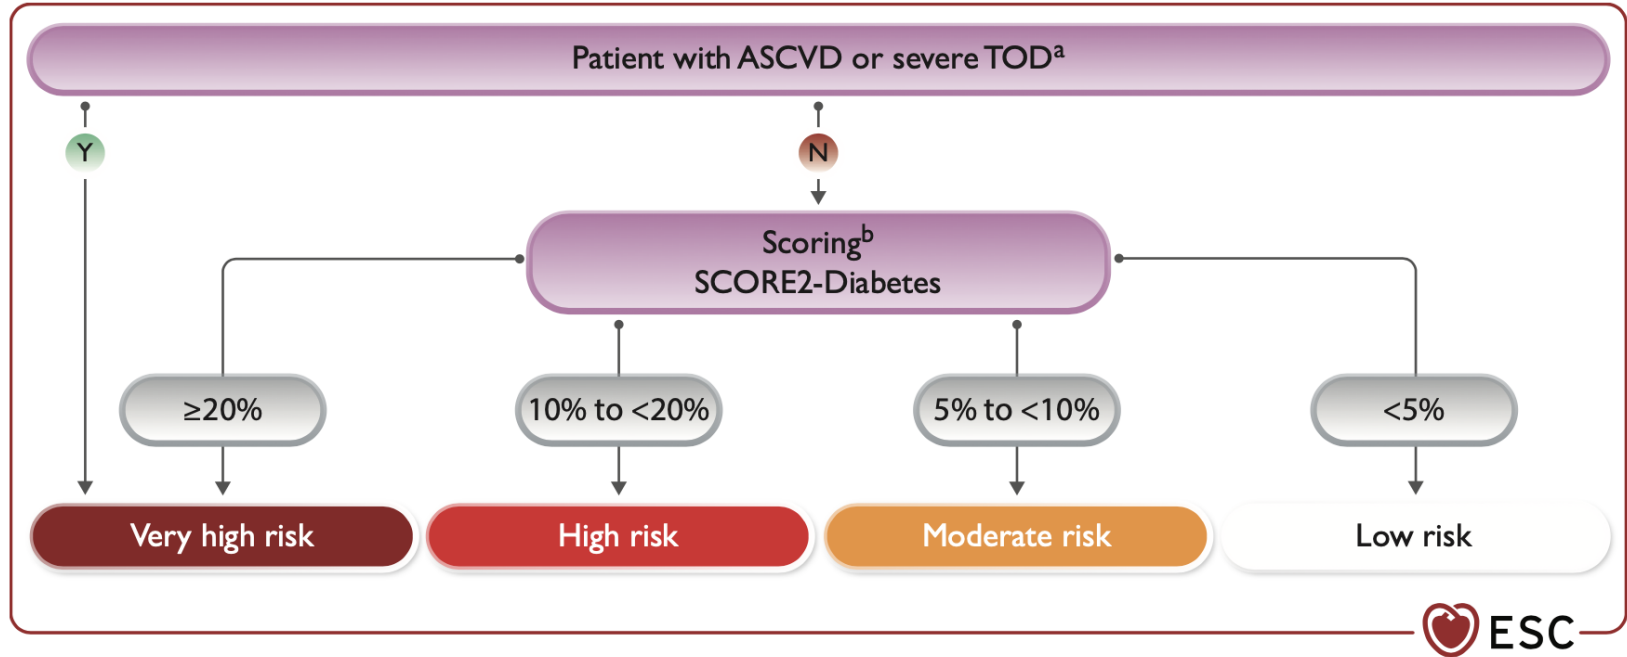 Patient with ASCVD or severe TODᵃ
Y
N
Scoringᵇ
SCORE2-Diabetes
≥20%
10% to <20%
5% to <10%
<5%
Very high risk
High risk
Moderate risk
Low risk
ESC